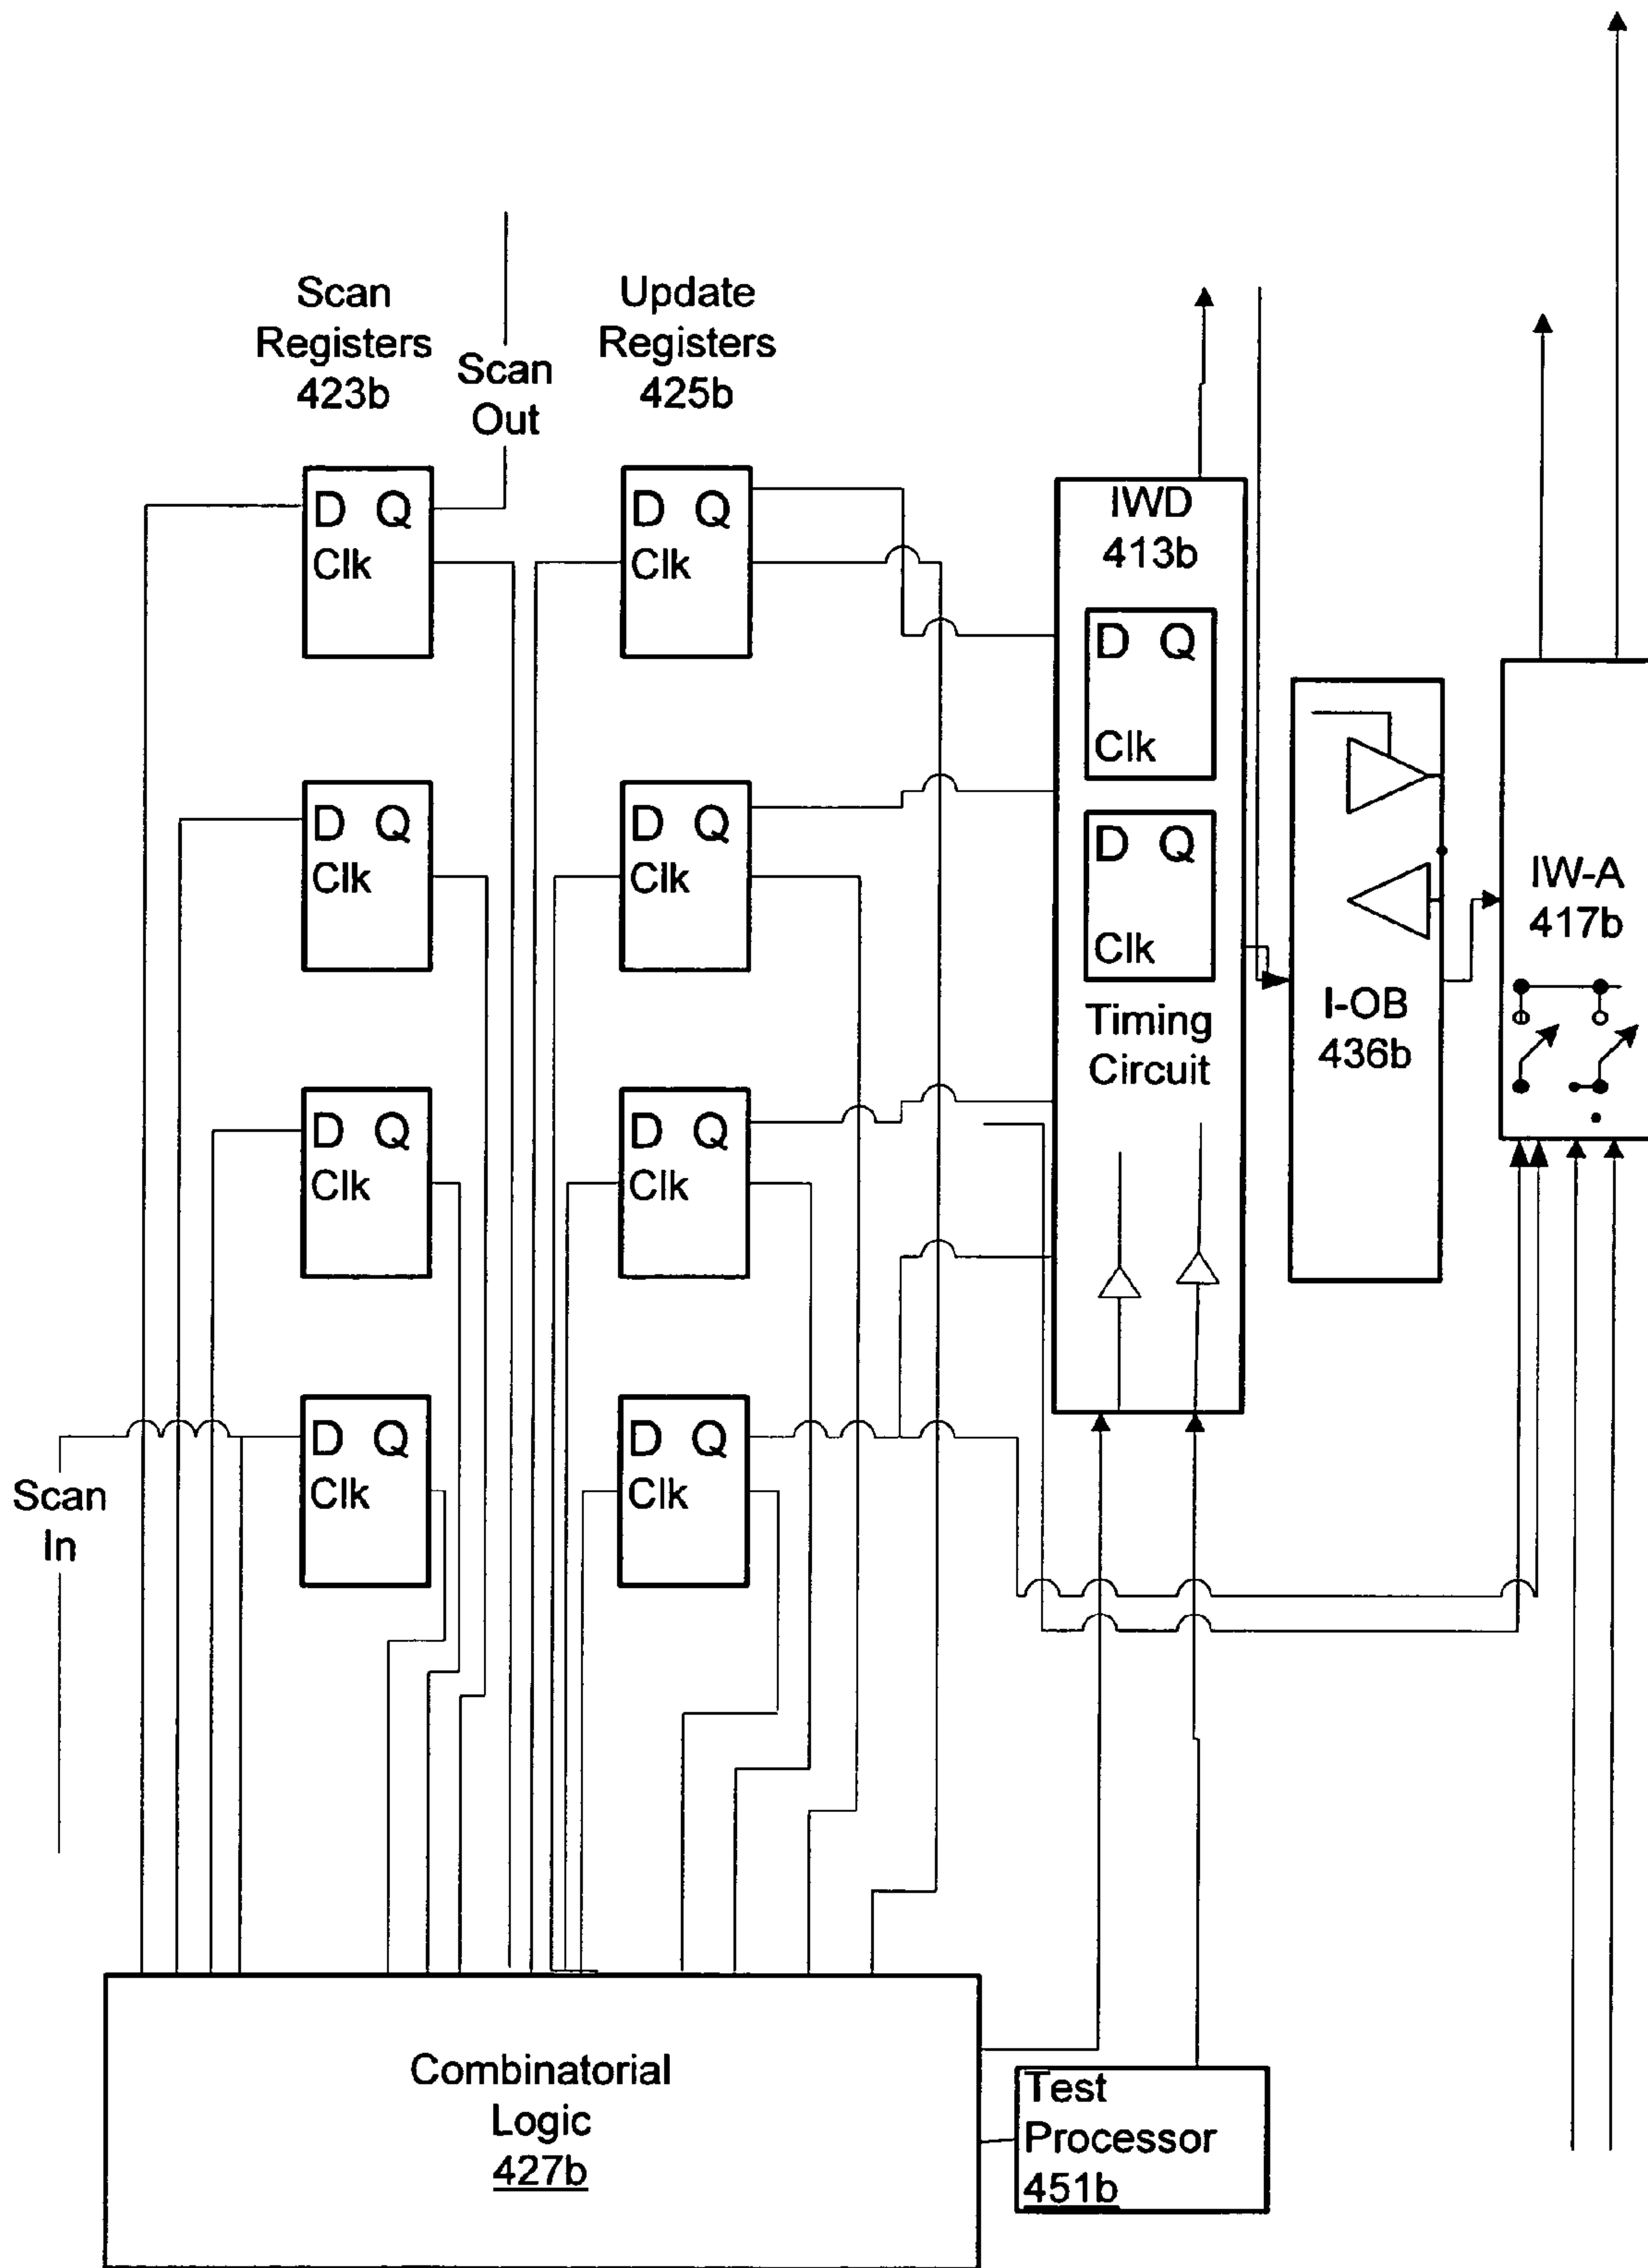 Scan
Registers
423b
Scan
Out
Update
Registers
425b
D Q
Clk
D Q
Clk
IWD
413b
D Q
Clk
D Q
Clk
Timing
Circuit
D Q
Clk
D Q
Clk
I-OB
436b
IW-A
417b
D Q
Clk
D Q
Clk
D Q
Clk
D Q
Clk
Scan
In
Combinatorial
Logic
427b
Test
Processor
451b